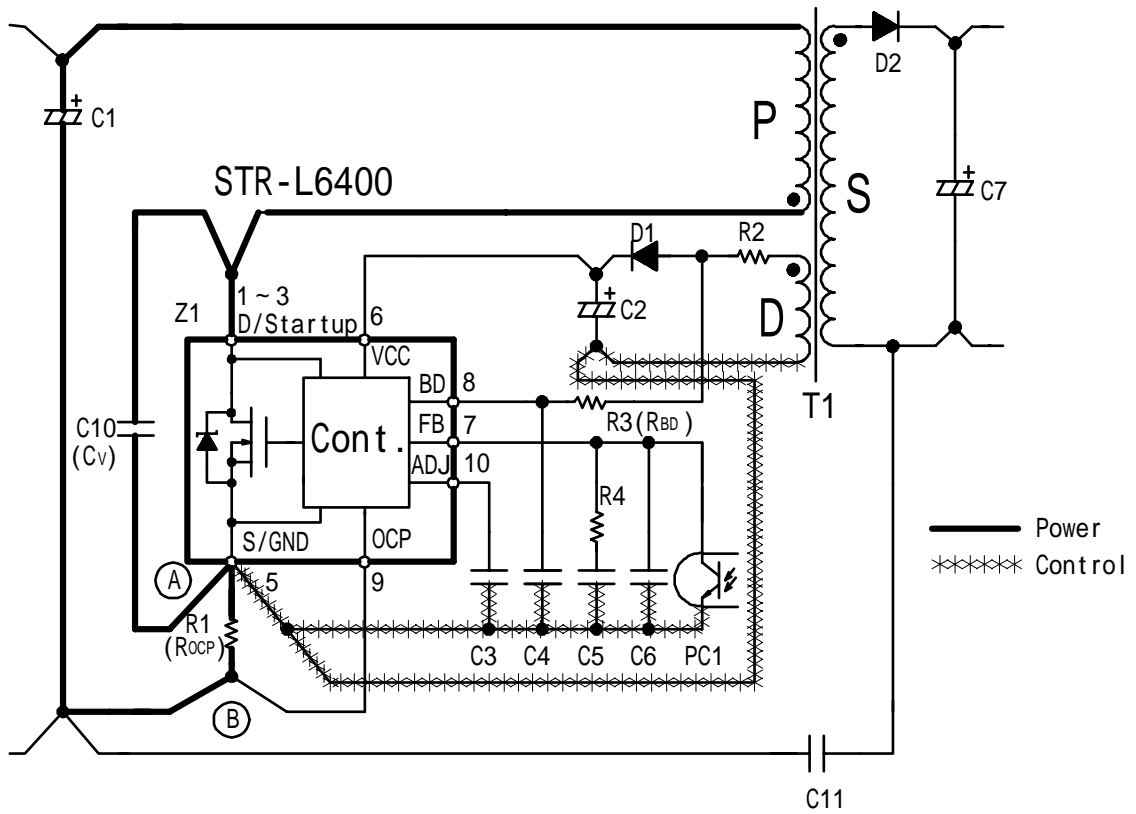 D2
+
C1
P
S
+
C7
STR-L6400
D1
R2
1~3
Z1
D/Startup
6
+
C2
D
VCC
T1
BD
8
R3(RBD)
C10
(CV)
FB
7
Cont.
ADJ
10
R4
S/GND
OCP
Power
A
5
9
Control
R1
(ROCP)
C3
C4
C5
C6
PC1
B
C11